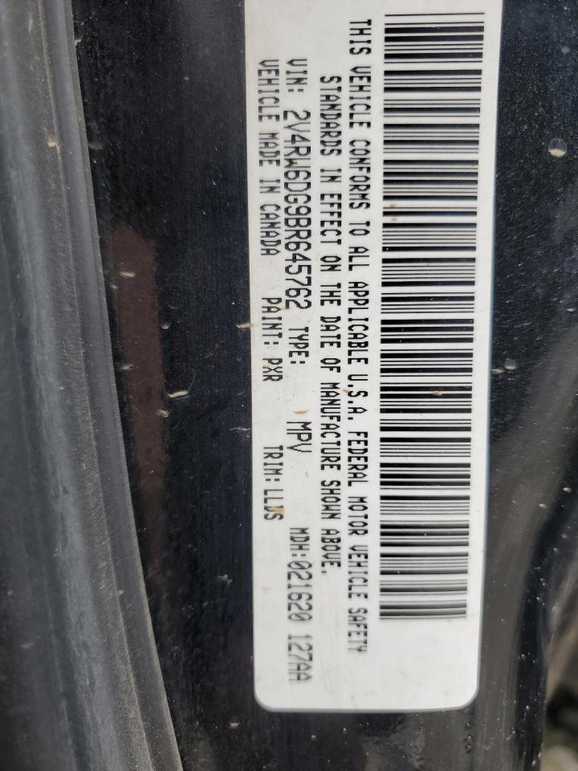 THIS VEHICLE CONFORMS TO ALL APPLICABLE U.S.A. FEDERAL MOTOR VEHICLE SAFETY
STANDARDS IN EFFECT ON THE DATE OF MANUFACTURE SHOWN ABOVE.
VIN: 2V4RW6DG9BR645762 TYPE: MPV MDH:021620 127AA
VEHICLE MADE IN CANADA PAINT: PXR TRIM:LLVS